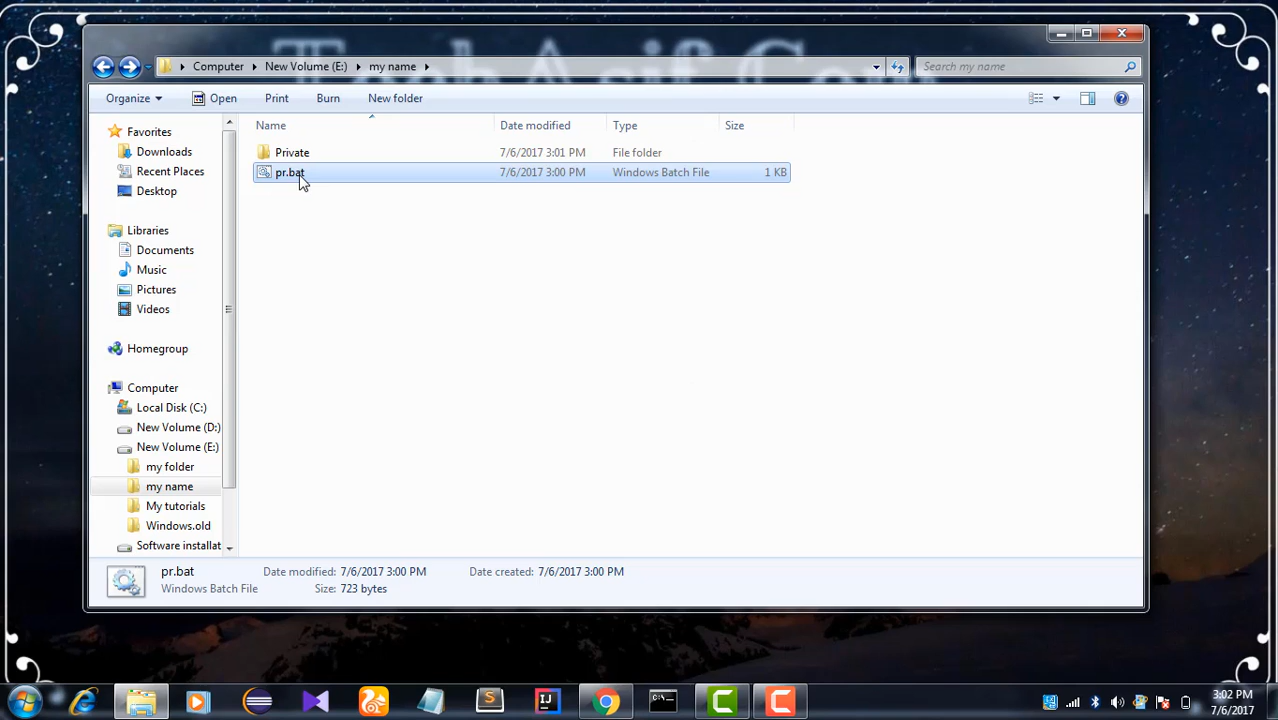 Computer New Volume (E:) my name
Search my name
Organize Open Print Burn New folder
Name Date modified Type Size
Favorites
Downloads
Recent Places
Desktop
Libraries
Documents
Music
Pictures
Videos
Homegroup
Computer
Local Disk (C:)
New Volume (D:)
New Volume (E:)
my folder
my name
My tutorials
Windows.old
Software installat
Private 7/6/2017 3:01 PM File folder
pr.bat 7/6/2017 3:00 PM Windows Batch File 1 KB
pr.bat Date modified: 7/6/2017 3:00 PM Date created: 7/6/2017 3:00 PM
Windows Batch File Size: 723 bytes
S
IJ
C:\
3:02 PM
7/6/2017